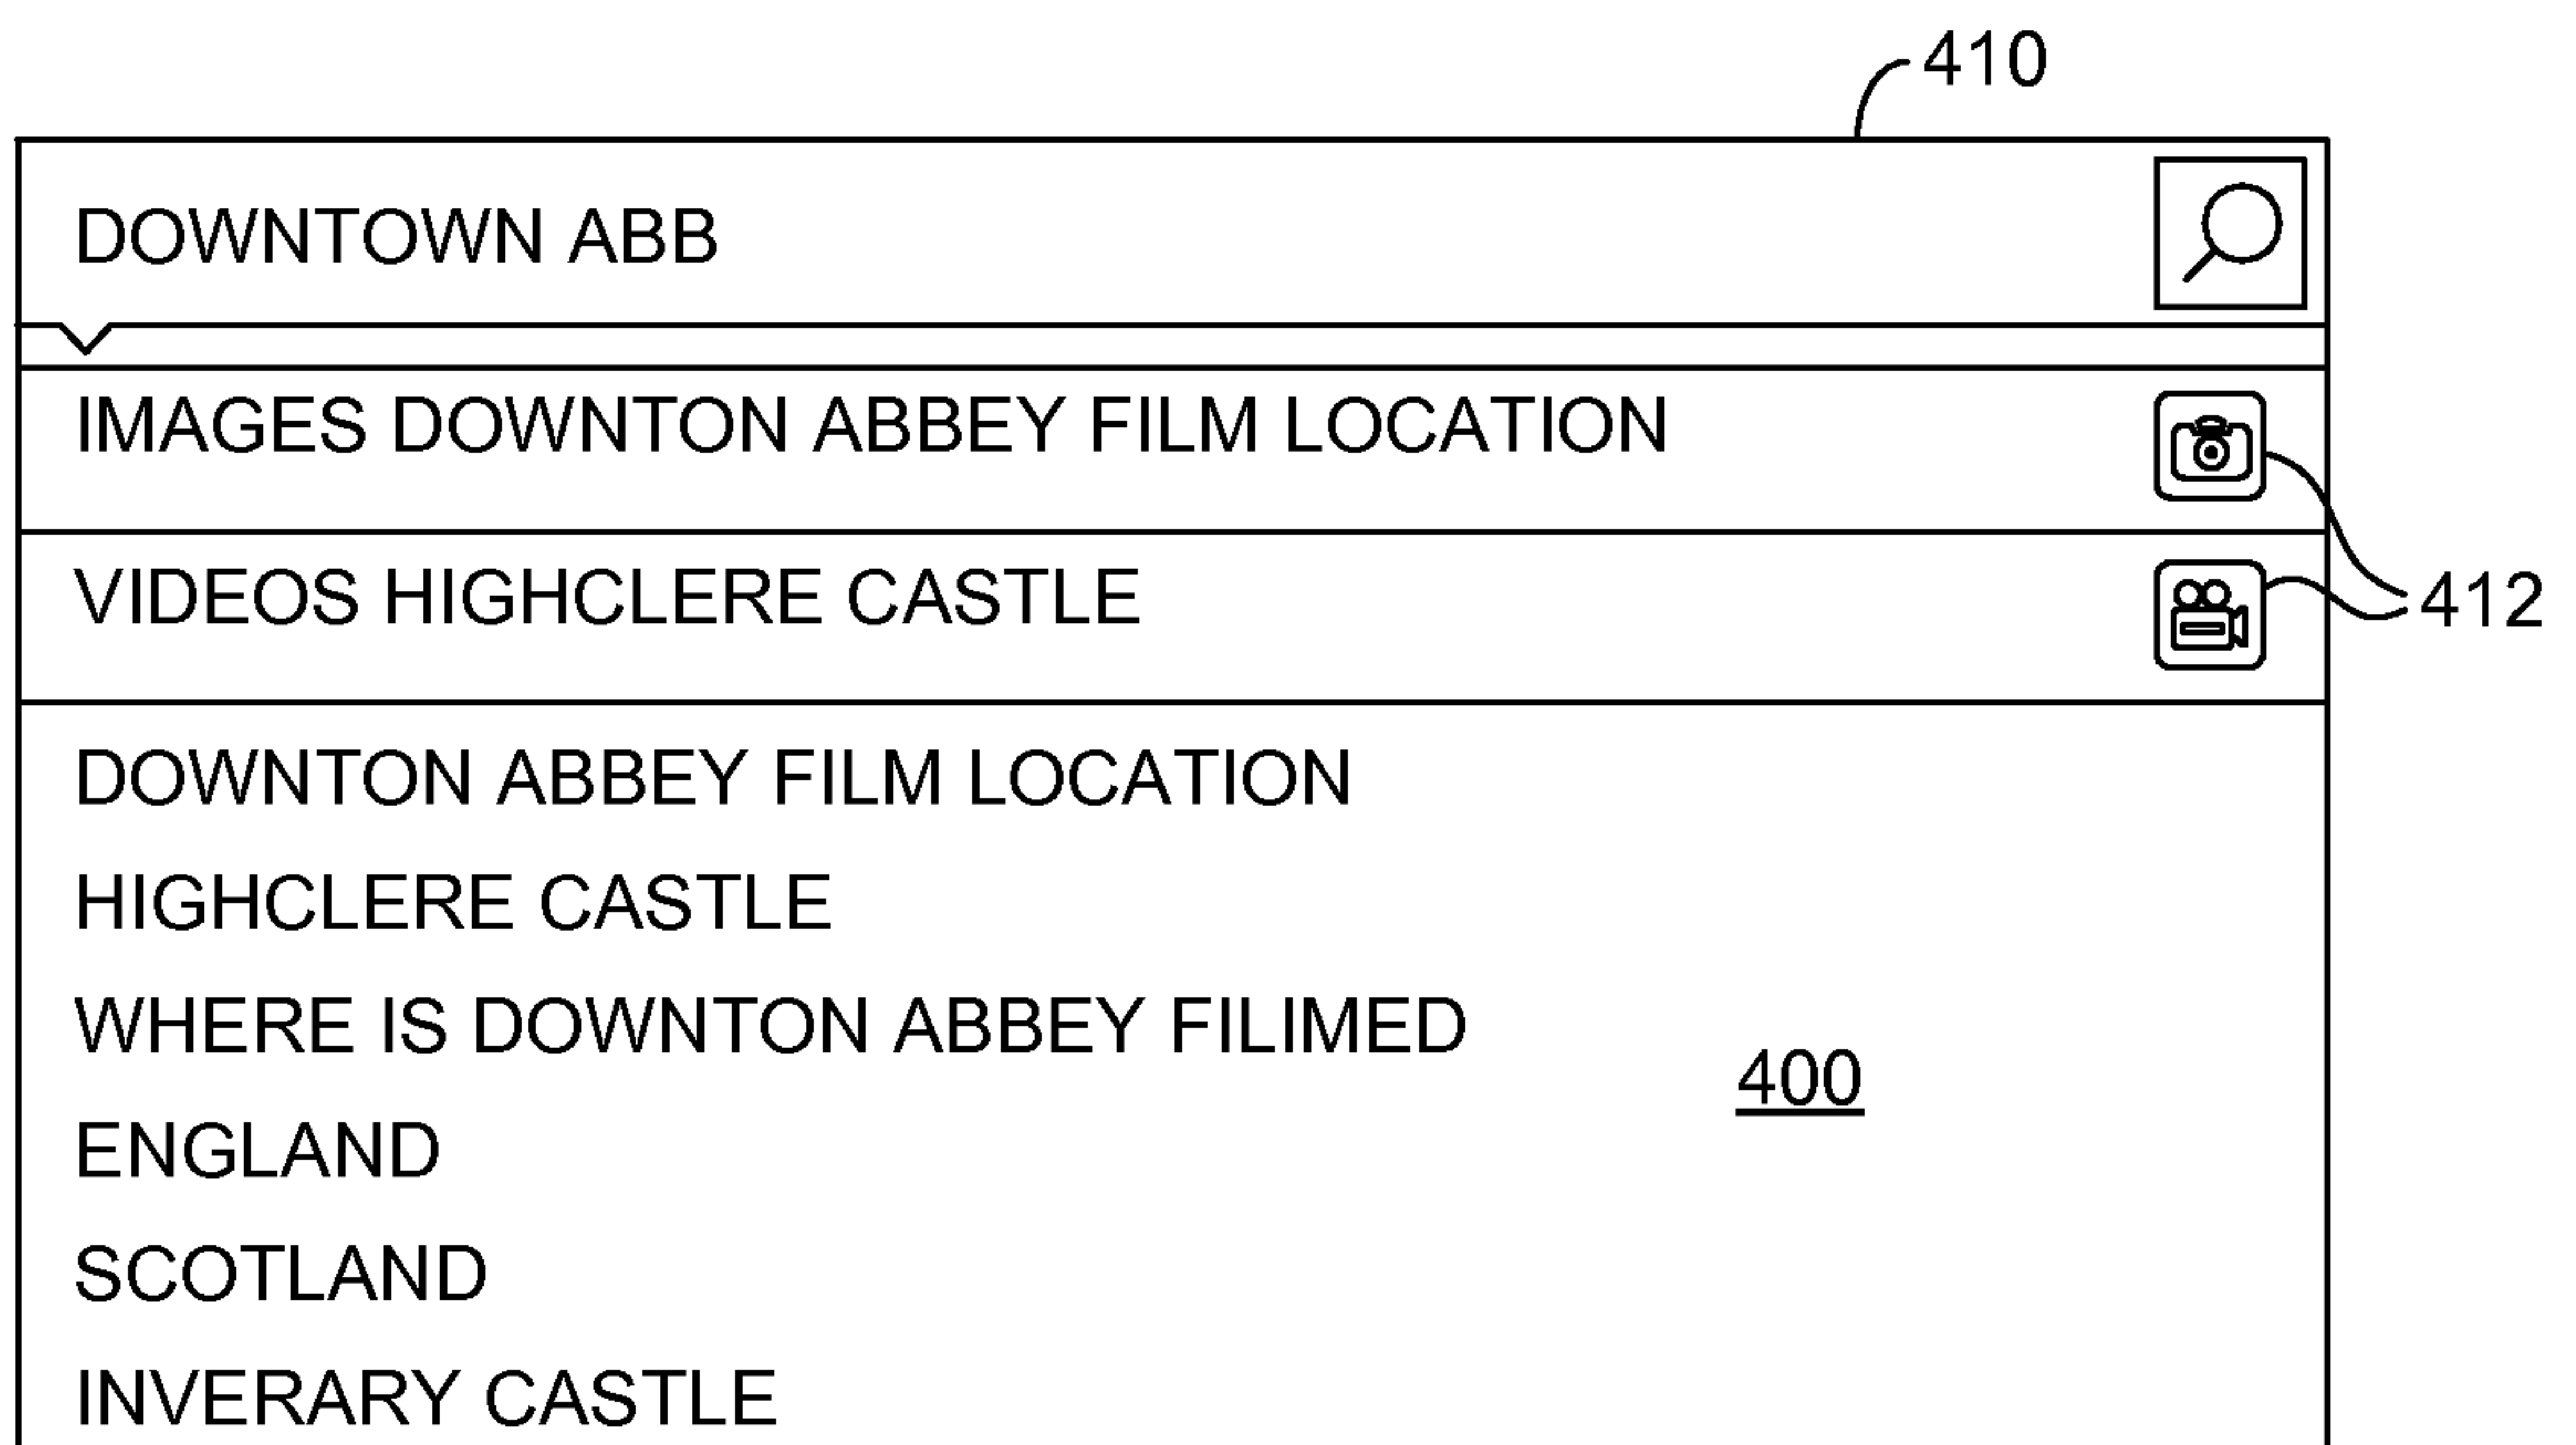 410
DOWNTOWN ABB
IMAGES DOWNTON ABBEY FILM LOCATION
VIDEOS HIGHCLERE CASTLE
412
DOWNTON ABBEY FILM LOCATION
HIGHCLERE CASTLE
WHERE IS DOWNTON ABBEY FILIMED
400
ENGLAND
SCOTLAND
INVERARY CASTLE